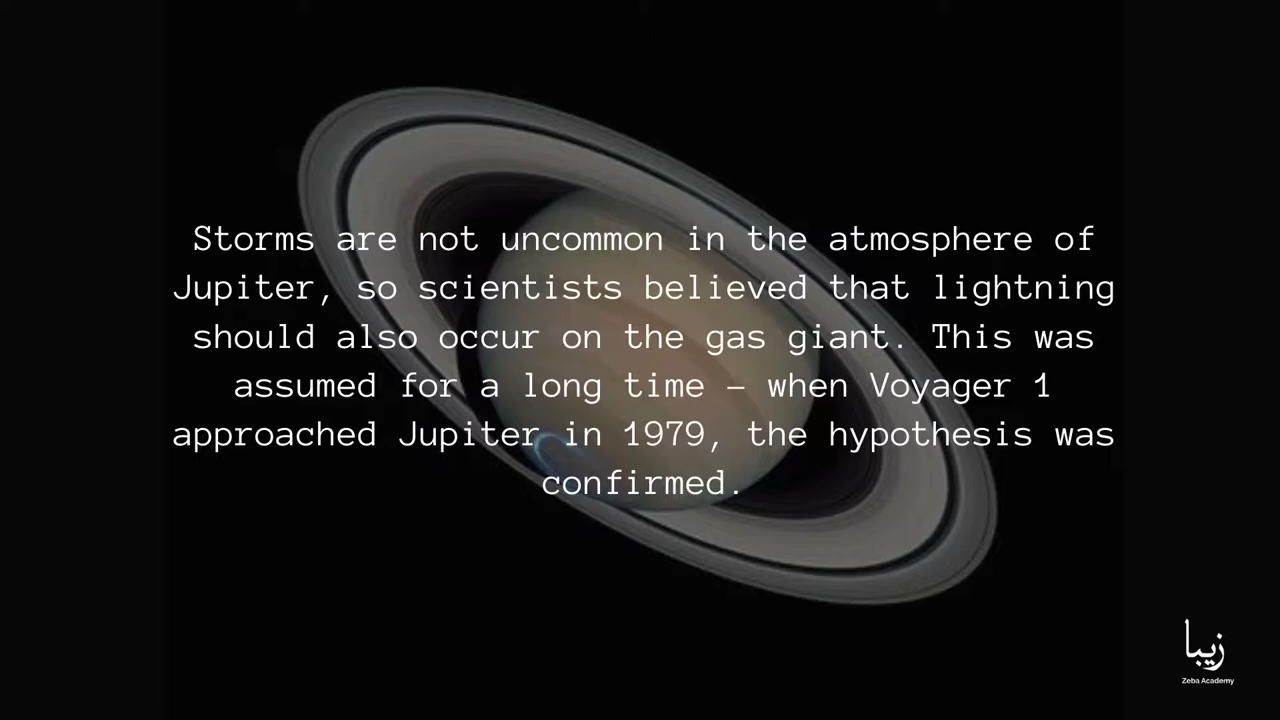 Storms are not uncommon in the atmosphere of
Jupiter, so scientists believed that lightning
should also occur on the gas giant. This was
assumed for a long time – when Voyager 1
approached Jupiter in 1979, the hypothesis was
confirmed.
زیبا
Zeba Academy